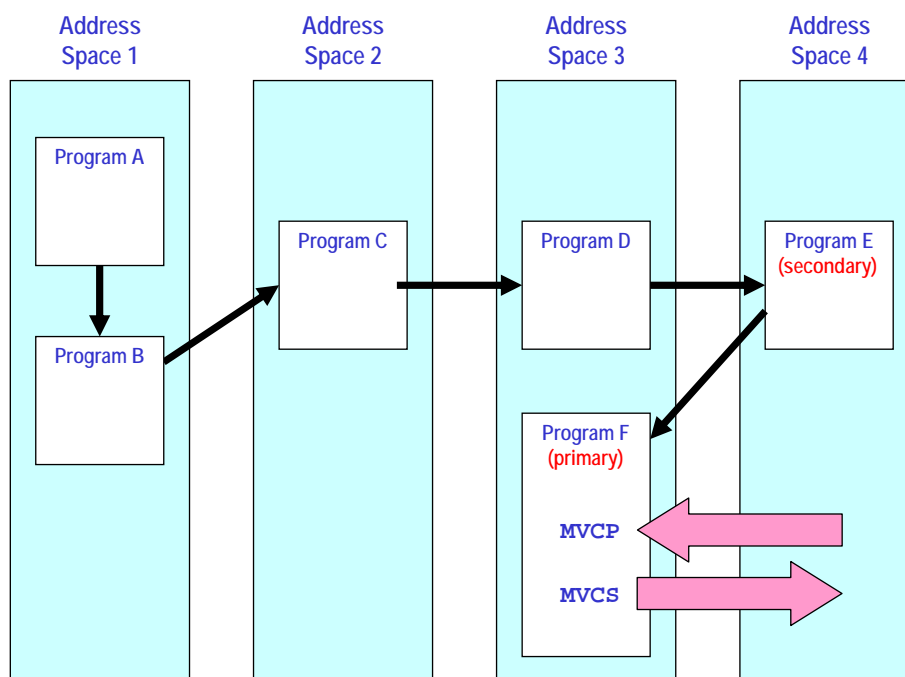 Address
Space 1
Address
Space 2
Address
Space 3
Address
Space 4
Program A
Program B
Program C
Program D
Program E
(secondary)
Program F
(primary)
MVCP
MVCS